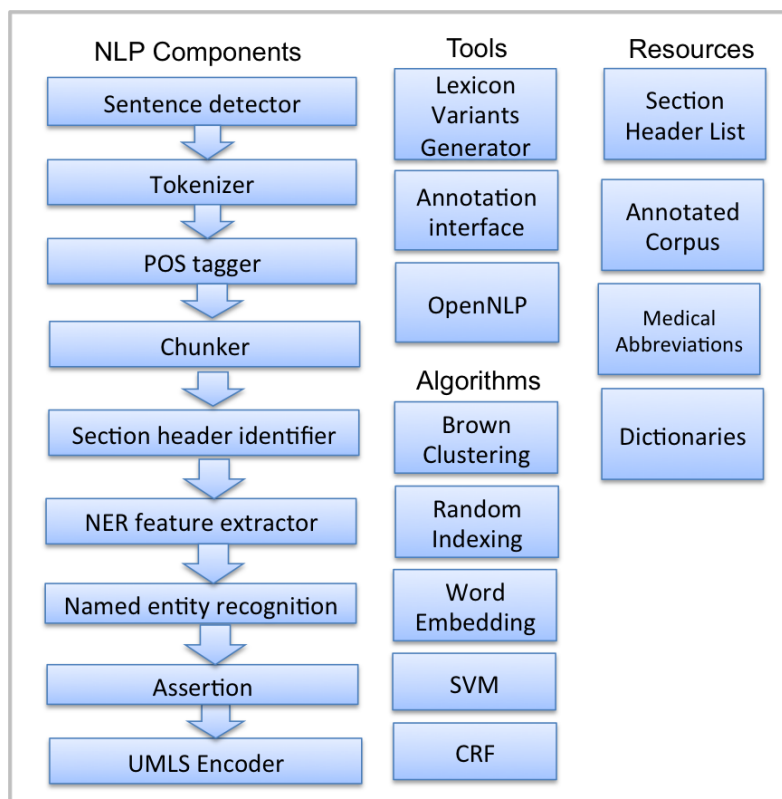 NLP Components
Sentence detector
Tokenizer
POS tagger
Chunker
Section header identifier
NER feature extractor
Named entity recognition
Assertion
UMLS Encoder
Tools
Lexicon
Variants
Generator
Annotation
interface
OpenNLP
Algorithms
Brown
Clustering
Random
Indexing
Word
Embedding
SVM
CRF
Resources
Section
Header List
Annotated
Corpus
Medical
Abbreviations
Dictionaries